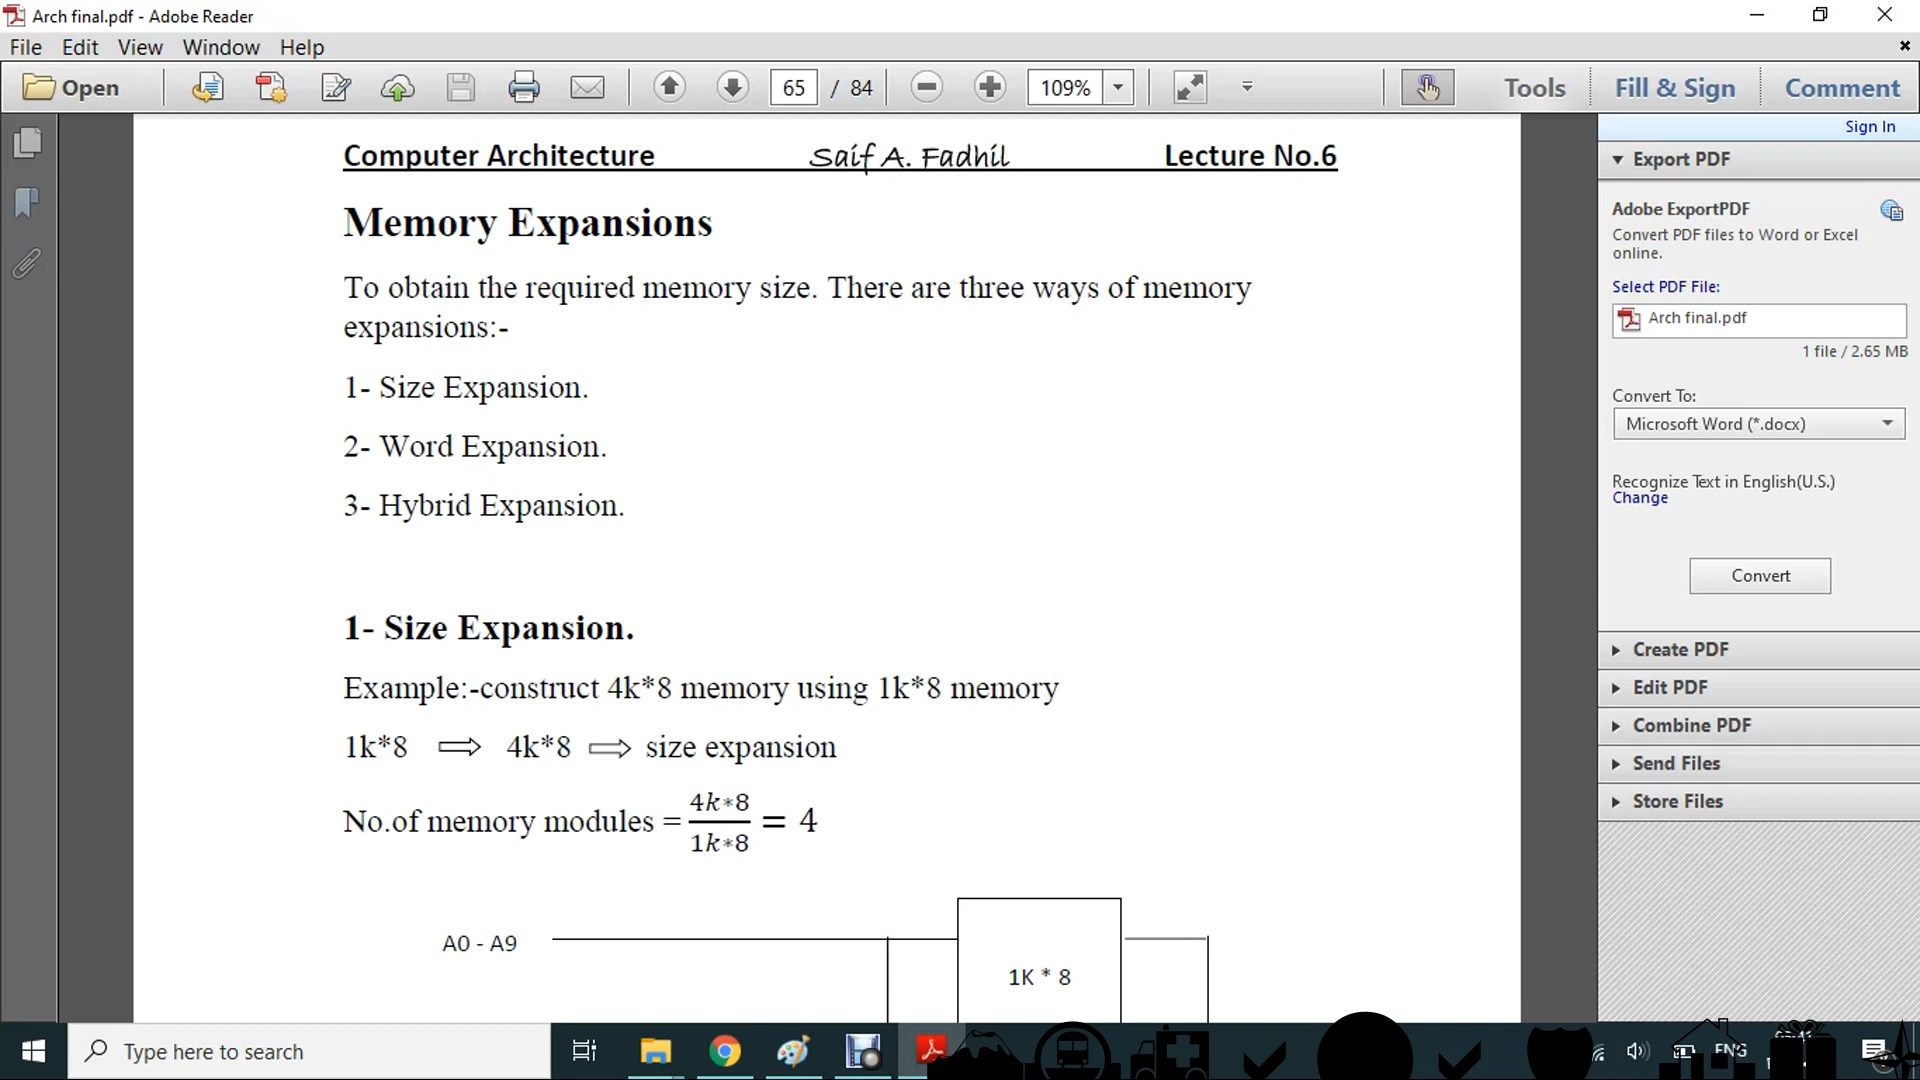 Arch final.pdf - Adobe Reader
File Edit View Window Help
Open 65 / 84 109% Tools Fill & Sign Comment
Sign In
Computer Architecture Saif A. Fadhil Lecture No.6
Memory Expansions
To obtain the required memory size. There are three ways of memory
expansions:-
1- Size Expansion.
2- Word Expansion.
3- Hybrid Expansion.
1- Size Expansion.
Example:-construct 4k*8 memory using 1k*8 memory
1k*8 ⇒ 4k*8 ⇒ size expansion
No.of memory modules = 4k*8 / 1k*8 = 4
A0 - A9
1K * 8
Export PDF
Adobe ExportPDF
Convert PDF files to Word or Excel
online.
Select PDF File:
Arch final.pdf
1 file / 2.65 MB
Convert To:
Microsoft Word (*.docx)
Recognize Text in English(U.S.)
Change
Convert
Create PDF
Edit PDF
Combine PDF
Send Files
Store Files
Type here to search
ENG